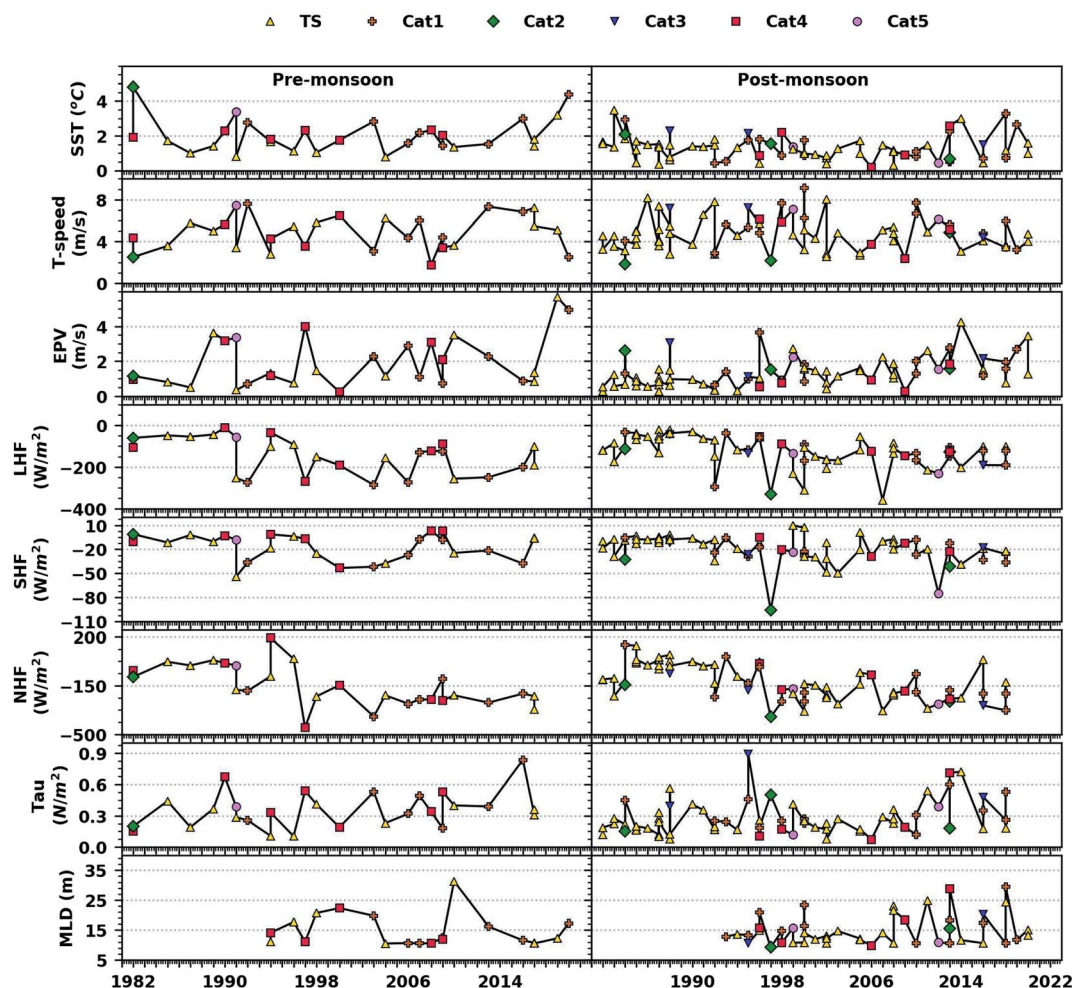 TS Cat1 Cat2 Cat3 Cat4 Cat5
Pre-monsoon Post-monsoon
SST (°C)
4
2
0
T-speed
(m/s)
8
4
0
EPV
(m/s)
4
2
0
LHF
(W/m²)
0
−200
−400
SHF
(W/m²)
10
−20
−50
−80
−110
NHF
(W/m²)
200
−150
−500
Tau
(N/m²)
0.9
0.6
0.3
0.0
MLD (m)
35
25
15
5
1982 1990 1998 2006 2014 1990 1998 2006 2014 2022